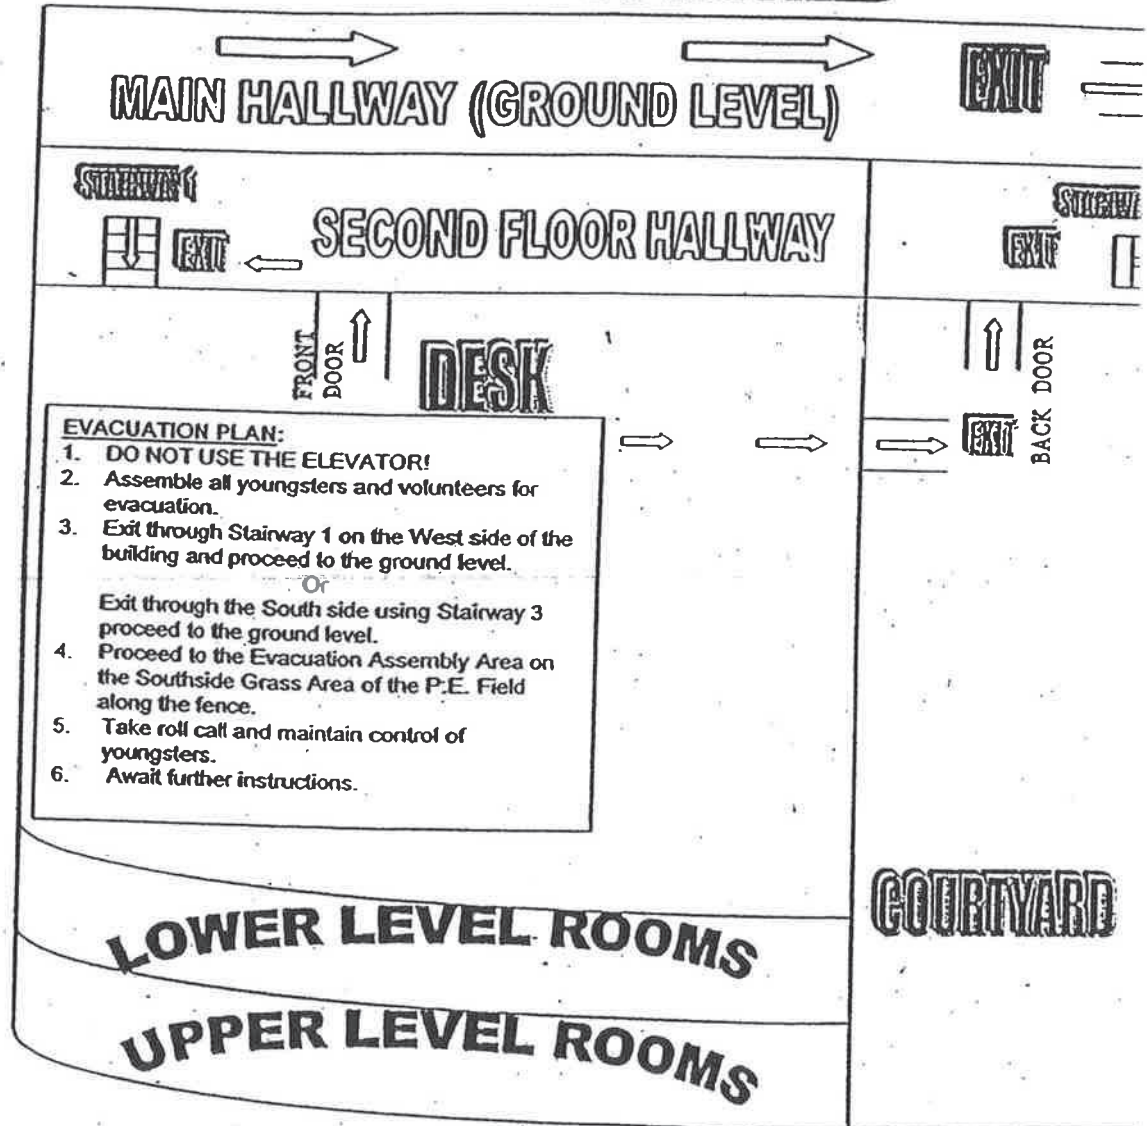 MAIN HALLWAY (GROUND LEVEL)
EXIT
STAIRWAY 1
EXIT
SECOND FLOOR HALLWAY
EXIT
FRONT
DOOR
DESK
BACK DOOR
EXIT
EVACUATION PLAN:
1. DO NOT USE THE ELEVATOR!
2. Assemble all youngsters and volunteers for
evacuation.
3. Exit through Stairway 1 on the West side of the
building and proceed to the ground level.
Or
Exit through the South side using Stairway 3
proceed to the ground level.
4. Proceed to the Evacuation Assembly Area on
the Southside Grass Area of the P.E. Field
along the fence.
5. Take roll call and maintain control of
youngsters.
6. Await further instructions.
COURTYARD
LOWER LEVEL ROOMS
UPPER LEVEL ROOMS